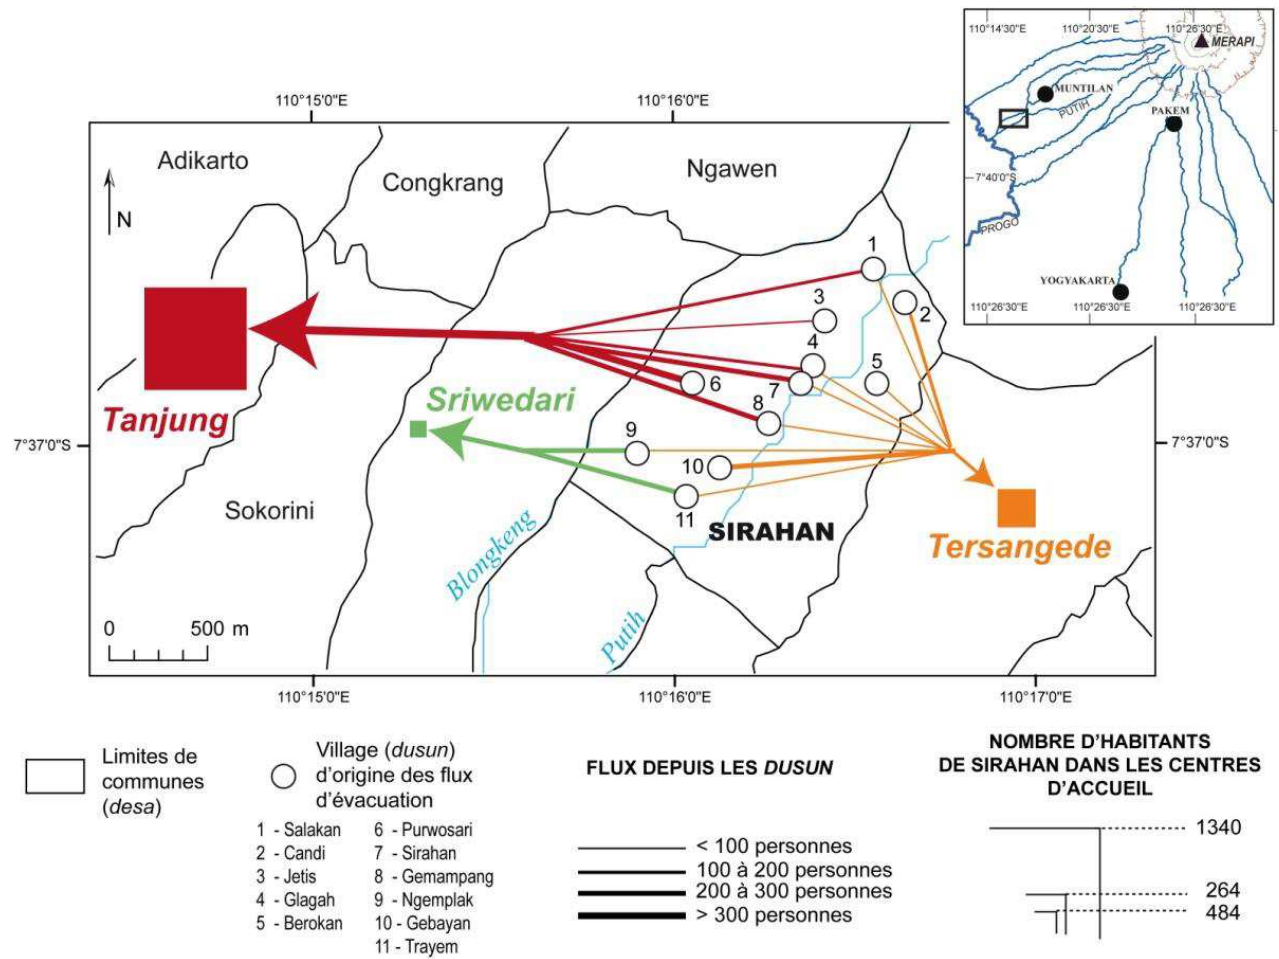 110°14'30"E
110°20'30"E
110°26'30"E
MERAPI
MUNTILAN
PUTIH
PAKEM
7°40'0"S
PROGO
YOGYAKARTA
110°26'30"E
110°26'30"E
110°26'30"E
110°15'0"E
110°16'0"E
Adikarto
Congkrang
Ngawen
N
1
2
3
4
5
6
7
8
9
10
11
Tanjung
Sriwedari
7°37'0"S
7°37'0"S
Sokorini
SIRAHAN
Tersangede
Blongkeng
Putih
0 500 m
110°15'0"E
110°16'0"E
110°17'0"E
Limites de
communes
(desa)
Village (dusun)
d'origine des flux
d'évacuation
1 - Salakan
2 - Candi
3 - Jetis
4 - Glagah
5 - Berokan
6 - Purwosari
7 - Sirahan
8 - Gemampang
9 - Ngemplak
10 - Gebayan
11 - Trayem
FLUX DEPUIS LES DUSUN
< 100 personnes
100 à 200 personnes
200 à 300 personnes
> 300 personnes
NOMBRE D'HABITANTS
DE SIRAHAN DANS LES CENTRES
D'ACCUEIL
1340
264
484